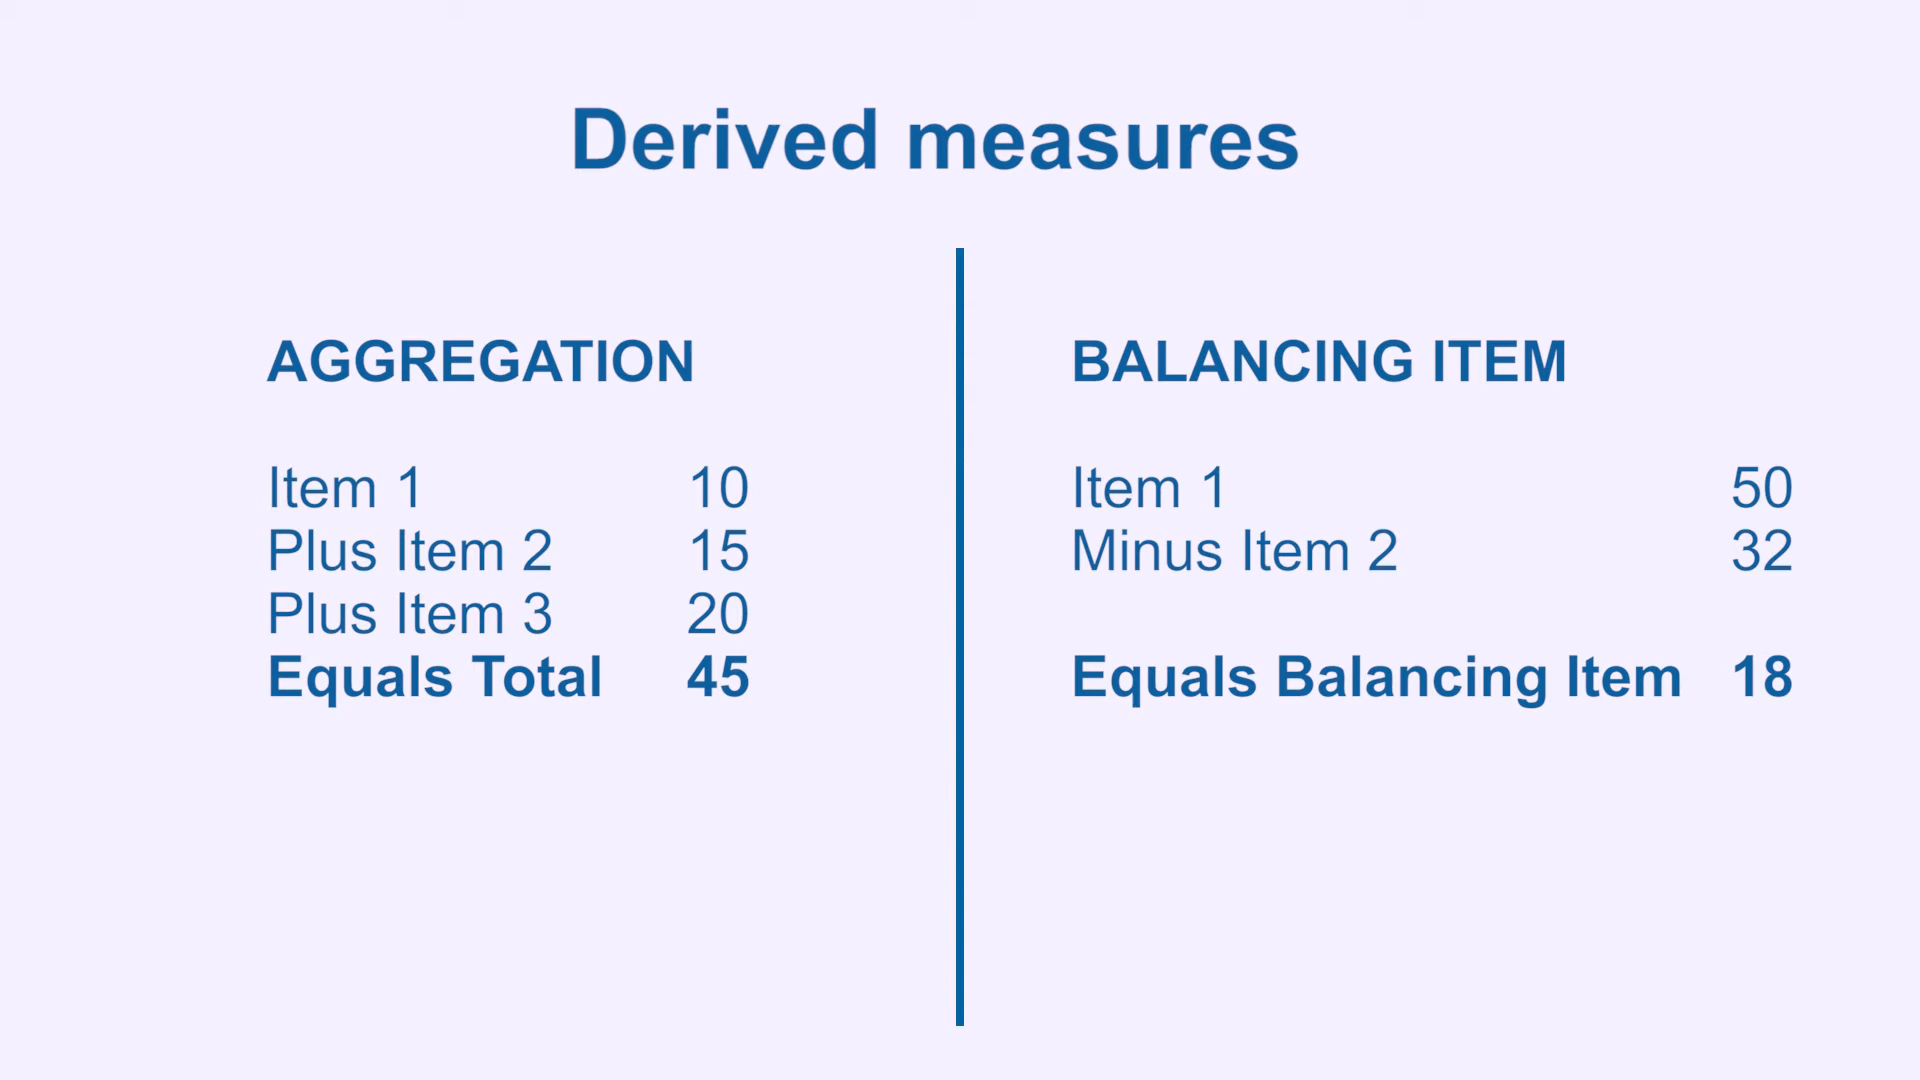 Derived measures
AGGREGATION
Item 1 10
Plus Item 2 15
Plus Item 3 20
Equals Total 45
BALANCING ITEM
Item 1 50
Minus Item 2 32
Equals Balancing Item 18